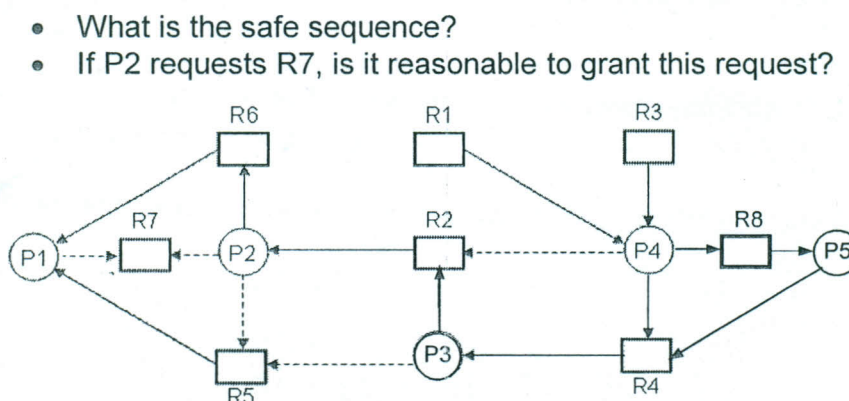 • What is the safe sequence?
• If P2 requests R7, is it reasonable to grant this request?
R6 R1 R3
R7 R2 R8
P1 P2 P4 P5
P3
R5 R4